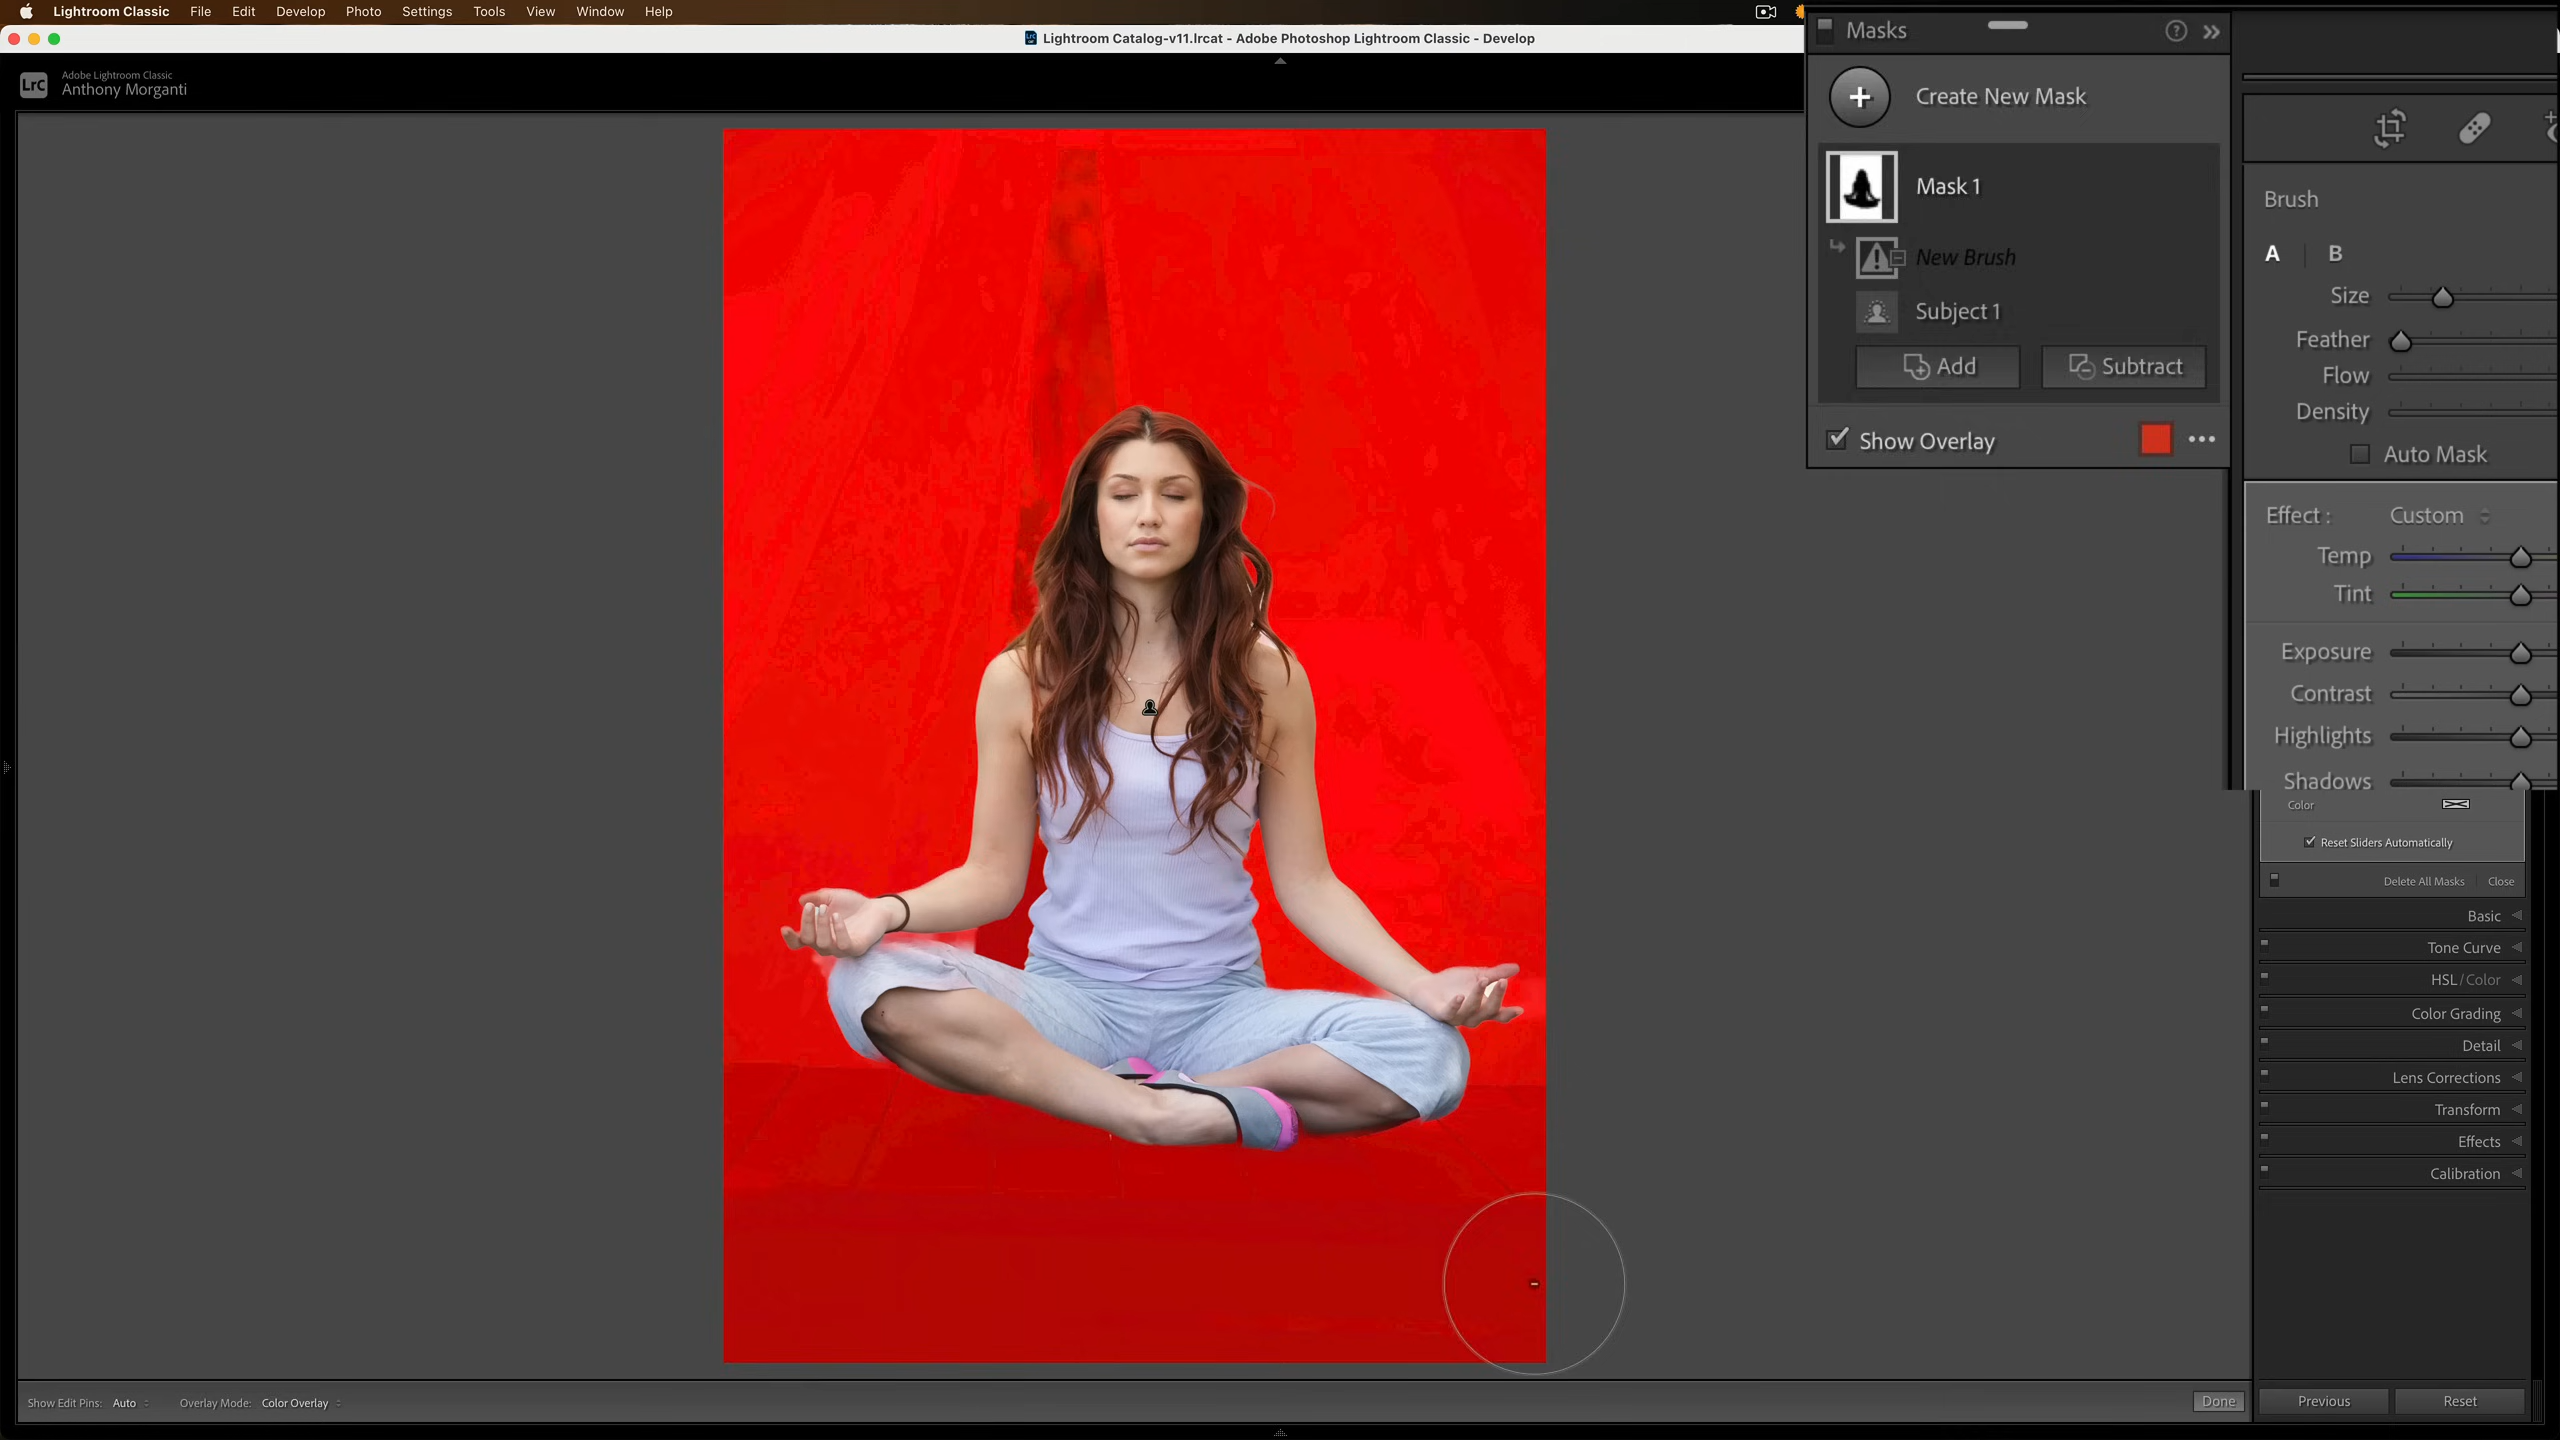 Lightroom Classic File Edit Develop Photo Settings Tools View Window Help
Lightroom Catalog-v11.lrcat - Adobe Photoshop Lightroom Classic - Develop
LrC
Adobe Lightroom Classic
Anthony Morganti
Masks
Create New Mask
Mask 1
New Brush
Subject 1
Add Subtract
Show Overlay
Brush
A B
Size
Feather
Flow
Density
Auto Mask
Effect : Custom
Temp
Tint
Exposure
Contrast
Highlights
Shadows
Color
Reset Sliders Automatically
Delete All Masks Close
Basic
Tone Curve
HSL / Color
Color Grading
Detail
Lens Corrections
Transform
Effects
Calibration
Show Edit Pins: Auto Overlay Mode: Color Overlay Done Previous Reset